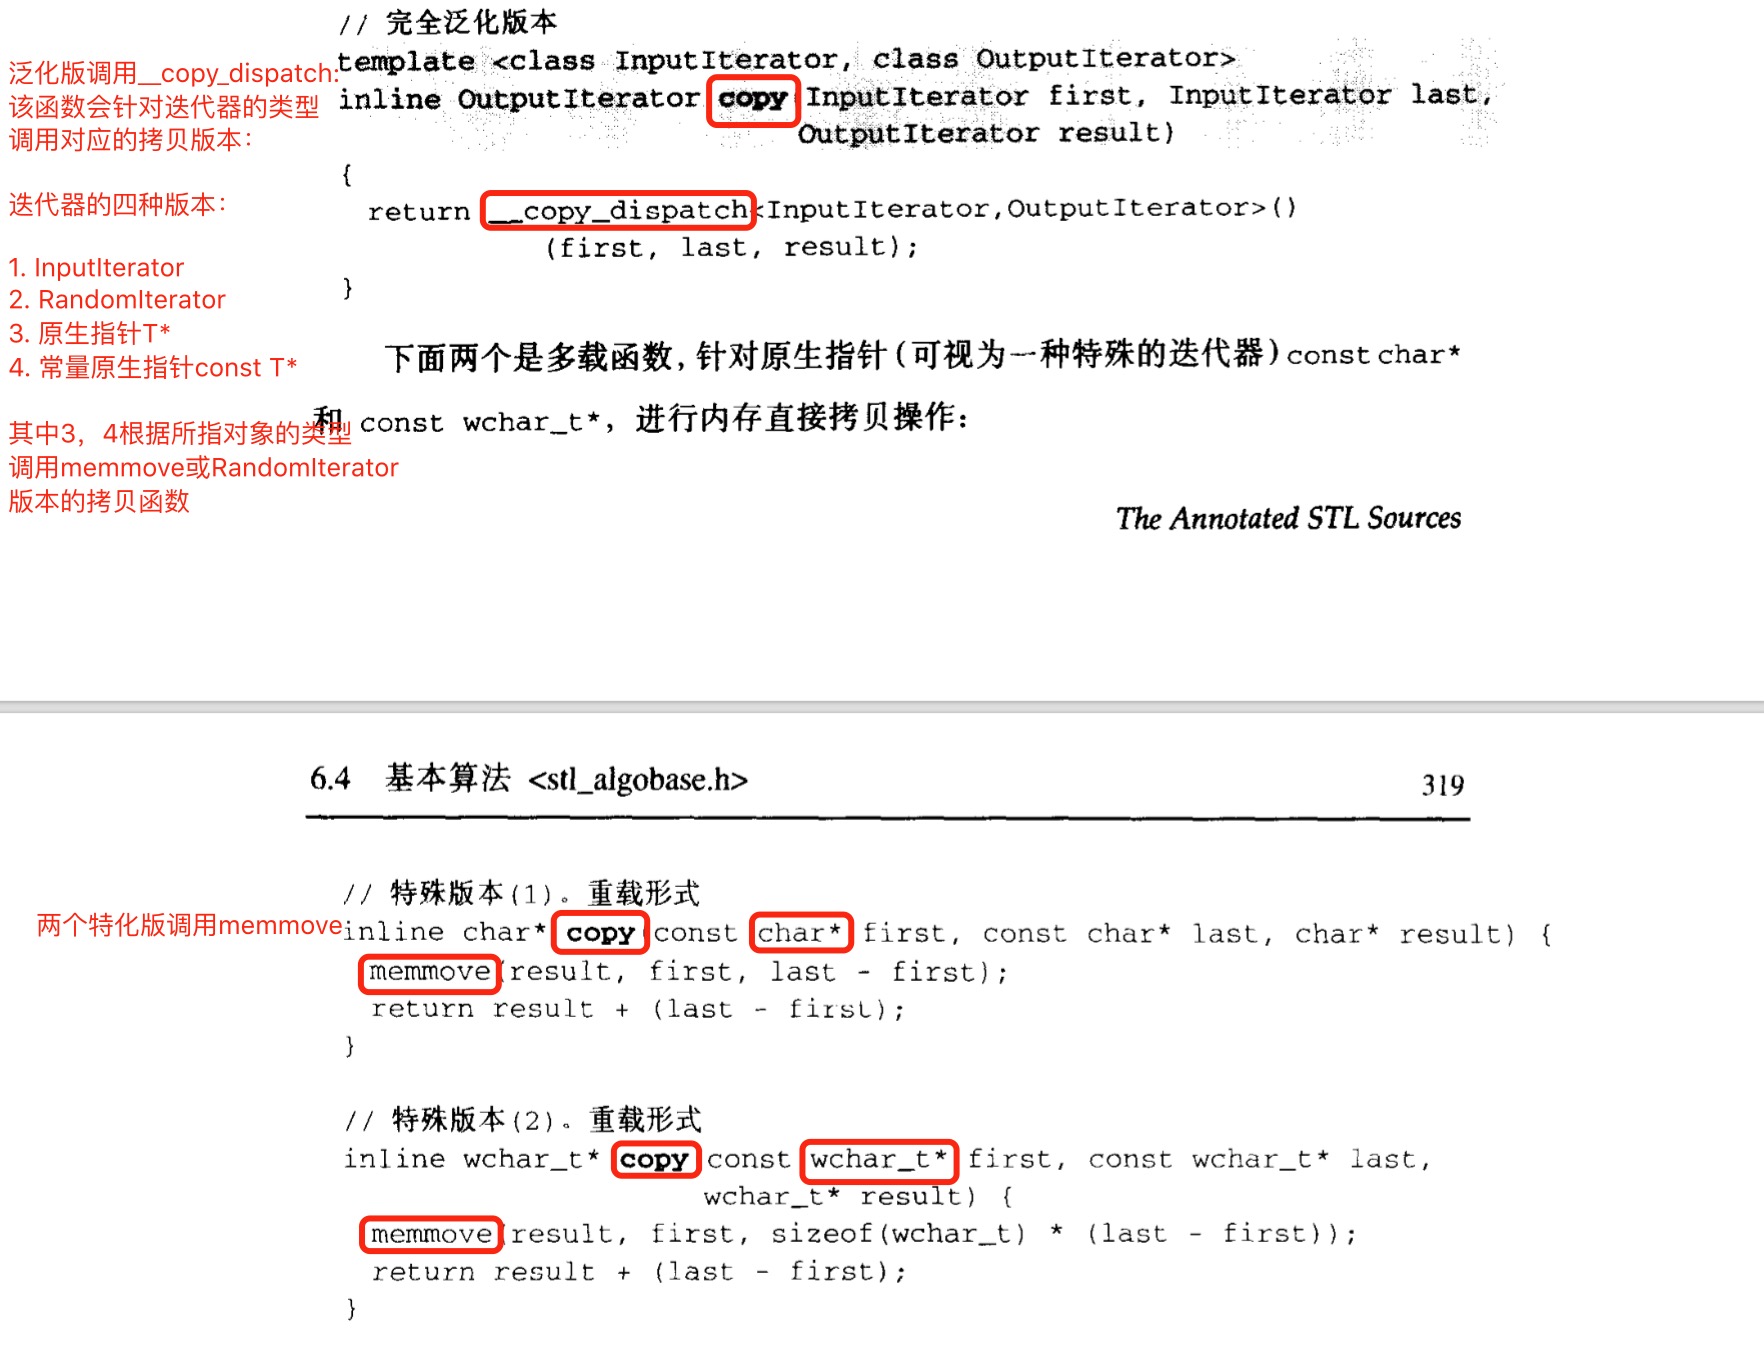 // 完全泛化版本
template <class InputIterator, class OutputIterator>
inline OutputIterator copy(InputIterator first, InputIterator last,
OutputIterator result)
{
return __copy_dispatch<InputIterator,OutputIterator>()
(first, last, result);
}
泛化版调用__copy_dispatch:
该函数会针对迭代器的类型
调用对应的拷贝版本：
迭代器的四种版本：
1. InputIterator
2. RandomIterator
3. 原生指针T*
4. 常量原生指针const T*
其中3，4根据所指对象的类型
调用memmove或RandomIterator
版本的拷贝函数
下面两个是多载函数,针对原生指针(可视为一种特殊的迭代器)const char*
和 const wchar_t*, 进行内存直接拷贝操作：
The Annotated STL Sources
6.4 基本算法 <stl_algobase.h> 319
// 特殊版本(1)。重载形式
两个特化版调用memmove
inline char* copy(const char* first, const char* last, char* result) {
memmove(result, first, last - first);
return result + (last - first);
}
// 特殊版本(2)。重载形式
inline wchar_t* copy(const wchar_t* first, const wchar_t* last,
wchar_t* result) {
memmove(result, first, sizeof(wchar_t) * (last - first));
return result + (last - first);
}